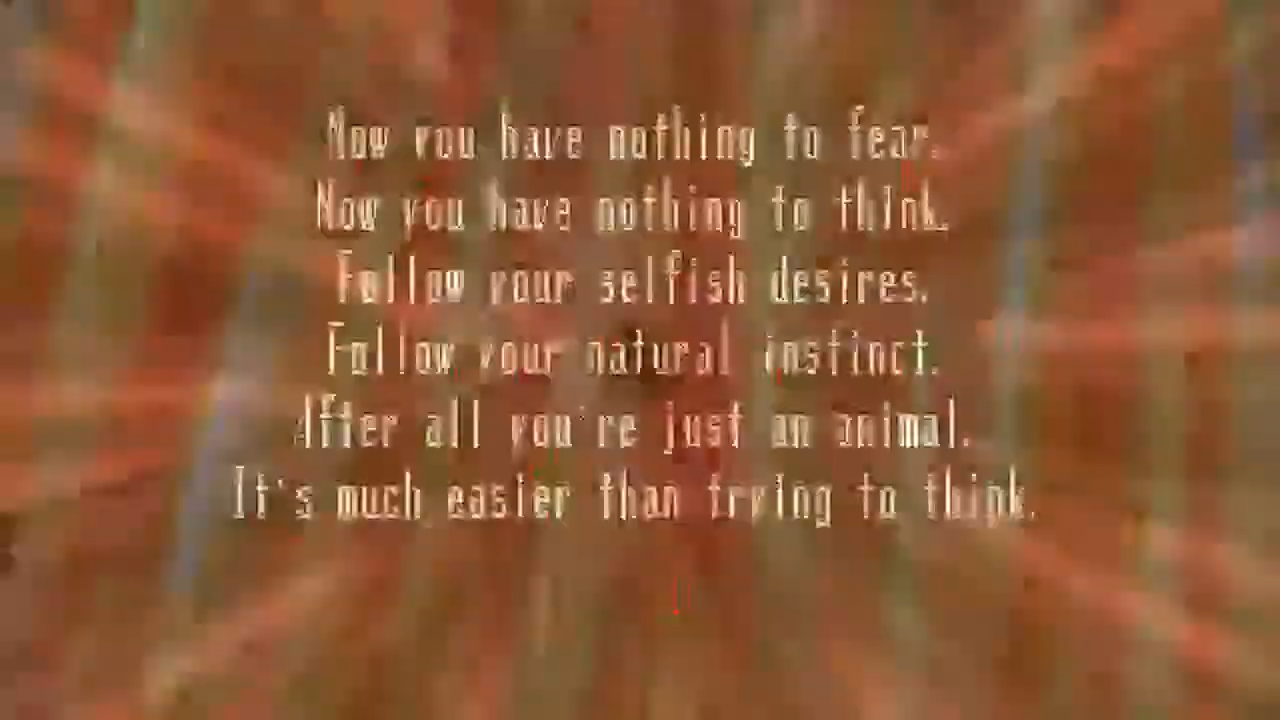 Now you have nothing to fear.
Now you have nothing to think.
Follow your selfish desires.
Follow your natural instinct.
After all you're just an animal.
It's much easier than trying to think.